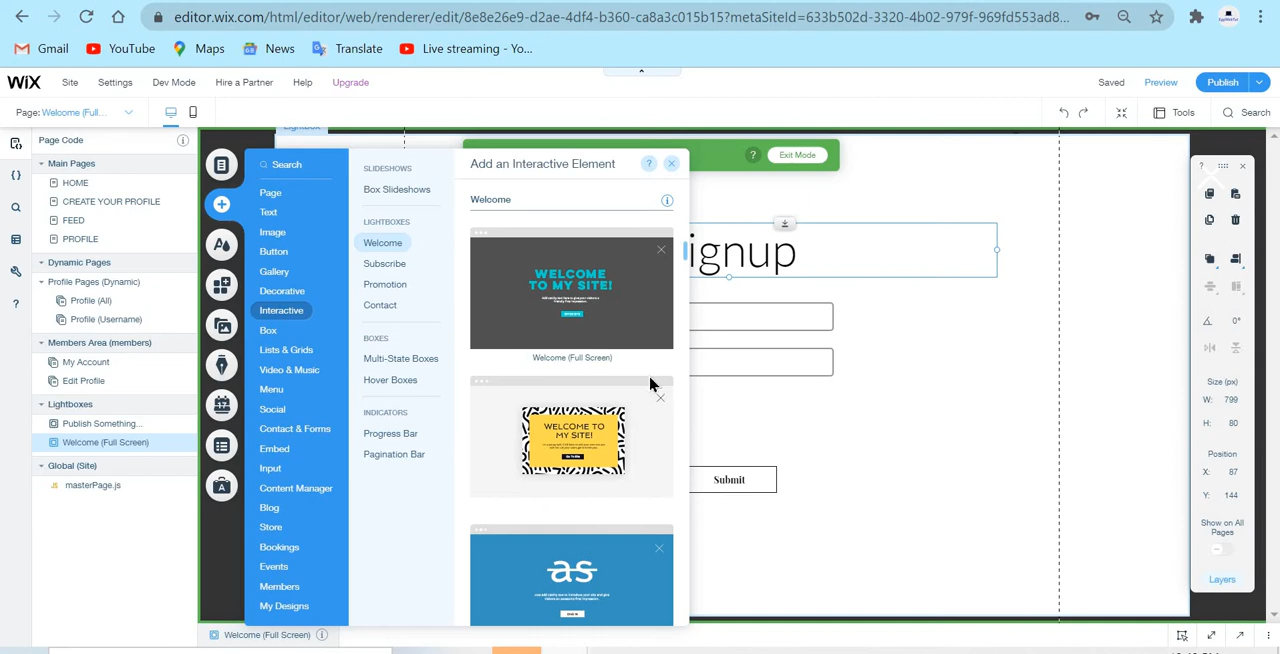 editor.wix.com/html/editor/web/renderer/edit/8e8e26e9-d2ae-4df4-b360-ca8a3c015b15?metaSiteId=633b502d-3320-4b02-979f-969fd553ad8...
Gmail YouTube Maps News Translate Live streaming - Yo...
WiX Site Settings Dev Mode Hire a Partner Help Upgrade Saved Preview Publish
Page: Welcome (Full... Tools Search
Page Code
Main Pages
HOME
CREATE YOUR PROFILE
FEED
PROFILE
Dynamic Pages
Profile Pages (Dynamic)
Profile (All)
Profile (Username)
Members Area (members)
My Account
Edit Profile
Lightboxes
Publish Something...
Welcome (Full Screen)
Global (Site)
JS masterPage.js
Lightbox
Search
Page
Text
Image
Button
Gallery
Decorative
Interactive
Box
Lists & Grids
Video & Music
Menu
Social
Contact & Forms
Embed
Input
Content Manager
Blog
Store
Bookings
Events
Members
My Designs
SLIDESHOWS
Box Slideshows
LIGHTBOXES
Welcome
Subscribe
Promotion
Contact
BOXES
Multi-State Boxes
Hover Boxes
INDICATORS
Progress Bar
Pagination Bar
Add an Interactive Element ?
Welcome
WELCOME
TO MY SITE!
Welcome (Full Screen)
WELCOME TO
MY SITE!
as
? Exit Mode
ignup
Submit
?
0°
Size (px)
W: 799
H: 80
Position
X: 87
Y: 144
Show on All
Pages
Layers
Welcome (Full Screen)